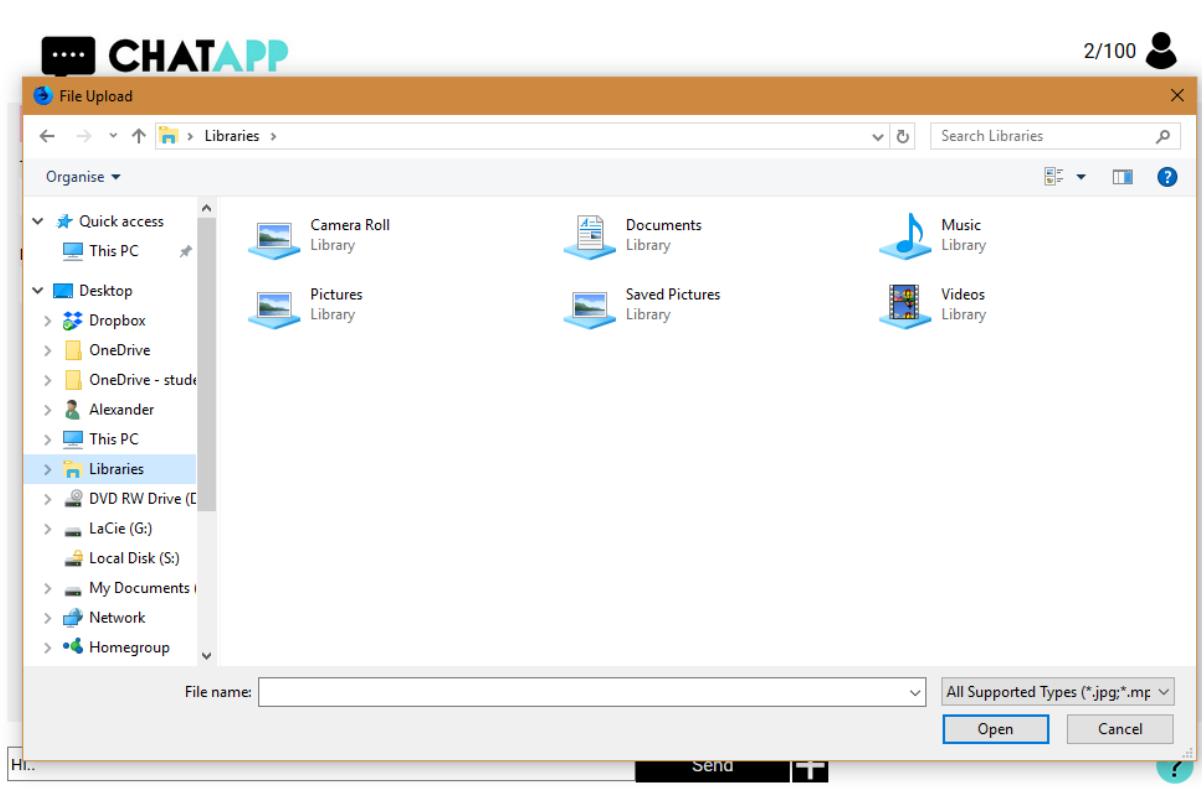 CHATAPP
2/100
File Upload
Libraries
Search Libraries
Organise
Quick access
This PC
Desktop
Dropbox
OneDrive
OneDrive - stude
Alexander
This PC
Libraries
DVD RW Drive (D
LaCie (G:)
Local Disk (S:)
My Documents (
Network
Homegroup
Camera Roll
Library
Documents
Library
Music
Library
Pictures
Library
Saved Pictures
Library
Videos
Library
File name:
All Supported Types (*.jpg;*.mp
Open
Cancel
Hi..
Send
?